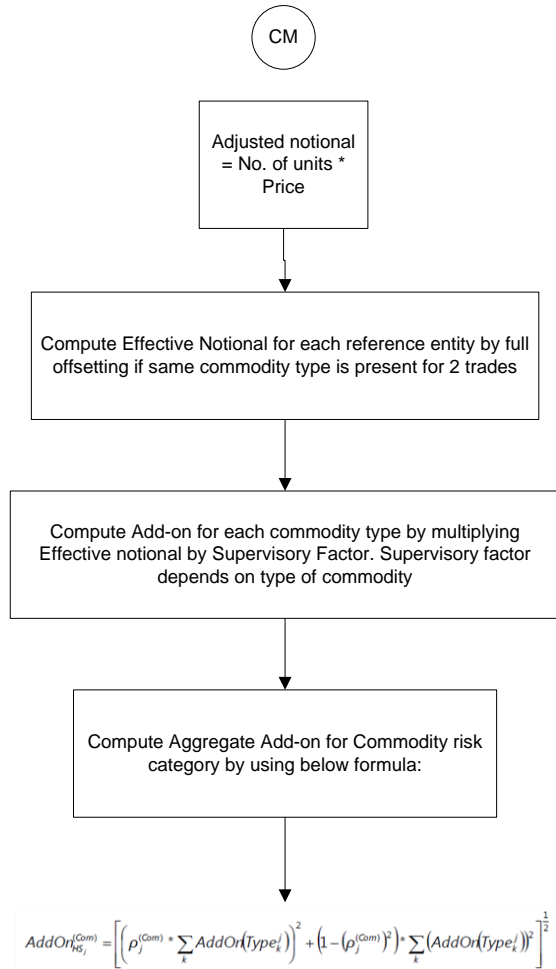 CM
Adjusted notional
= No. of units *
Price
Compute Effective Notional for each reference entity by full
offsetting if same commodity type is present for 2 trades
Compute Add-on for each commodity type by multiplying
Effective notional by Supervisory Factor. Supervisory factor
depends on type of commodity
Compute Aggregate Add-on for Commodity risk
category by using below formula:
AddOn_{HS_j}^{(Com)} = [(ρ_j^{(Com)} * ∑_k AddOn(Type_k^j))^2 + (1-(ρ_j^{(Com)})^2) * ∑_k (AddOn(Type_k^j))^2]^{1/2}